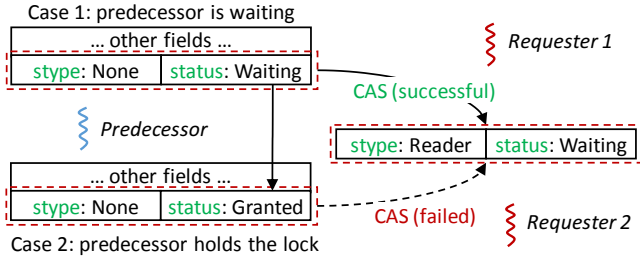 Case 1: predecessor is waiting
... other fields ...
stype: None status: Waiting
Requester 1
CAS (successful)
Predecessor
stype: Reader status: Waiting
... other fields ...
stype: None status: Granted
CAS (failed)
Requester 2
Case 2: predecessor holds the lock